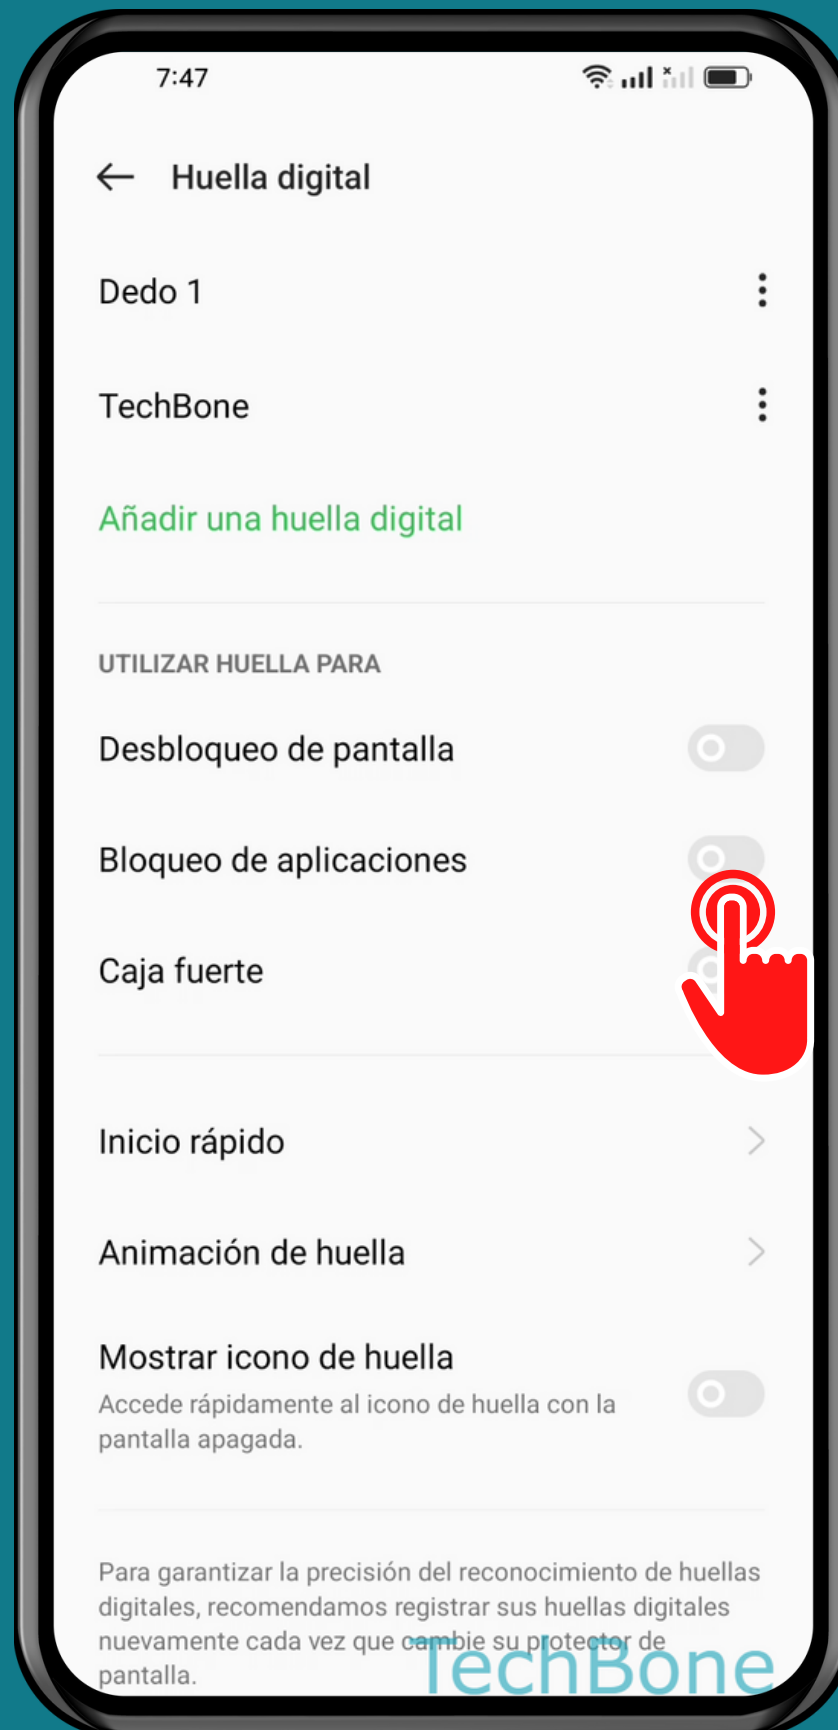 7:47
Huella digital
Dedo 1
TechBone
Añadir una huella digital
UTILIZAR HUELLA PARA
Desbloqueo de pantalla
Bloqueo de aplicaciones
Caja fuerte
Inicio rápido
Animación de huella
Mostrar icono de huella
Accede rápidamente al icono de huella con la
pantalla apagada.
Para garantizar la precisión del reconocimiento de huellas
digitales, recomendamos registrar sus huellas digitales
nuevamente cada vez que cambie su protector de
pantalla.
TechBone